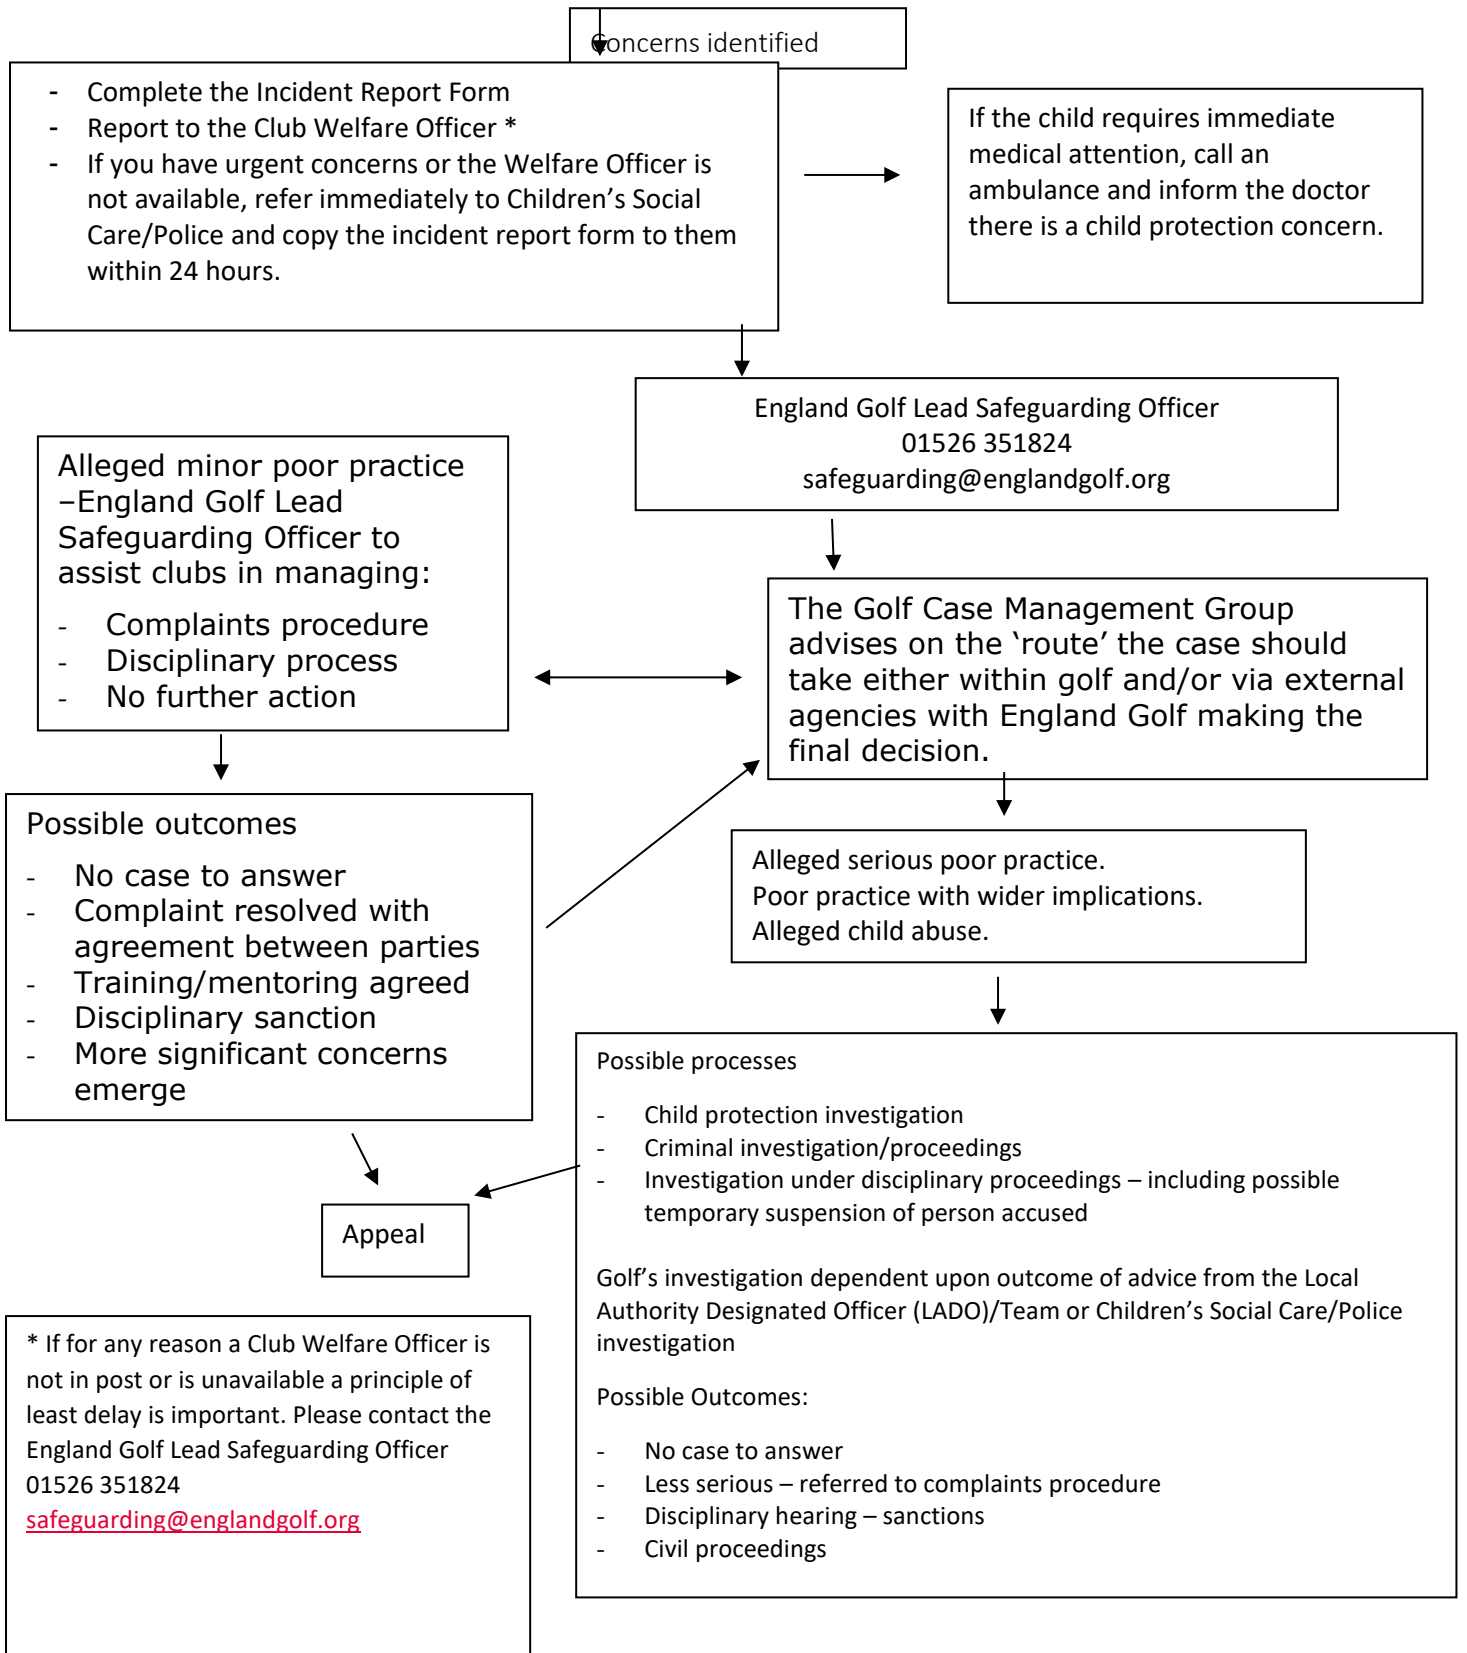 Concerns identified
- Complete the Incident Report Form
- Report to the Club Welfare Officer *
- If you have urgent concerns or the Welfare Officer is
not available, refer immediately to Children’s Social
Care/Police and copy the incident report form to them
within 24 hours.
If the child requires immediate
medical attention, call an
ambulance and inform the doctor
there is a child protection concern.
England Golf Lead Safeguarding Officer
01526 351824
safeguarding@englandgolf.org
Alleged minor poor practice
–England Golf Lead
Safeguarding Officer to
assist clubs in managing:
- Complaints procedure
- Disciplinary process
- No further action
The Golf Case Management Group
advises on the ‘route’ the case should
take either within golf and/or via external
agencies with England Golf making the
final decision.
Possible outcomes
- No case to answer
- Complaint resolved with
agreement between parties
- Training/mentoring agreed
- Disciplinary sanction
- More significant concerns
emerge
Alleged serious poor practice.
Poor practice with wider implications.
Alleged child abuse.
Possible processes
- Child protection investigation
- Criminal investigation/proceedings
- Investigation under disciplinary proceedings – including possible
temporary suspension of person accused
Golf’s investigation dependent upon outcome of advice from the Local
Authority Designated Officer (LADO)/Team or Children’s Social Care/Police
investigation
Possible Outcomes:
- No case to answer
- Less serious – referred to complaints procedure
- Disciplinary hearing – sanctions
- Civil proceedings
Appeal
* If for any reason a Club Welfare Officer is
not in post or is unavailable a principle of
least delay is important. Please contact the
England Golf Lead Safeguarding Officer
01526 351824
safeguarding@englandgolf.org